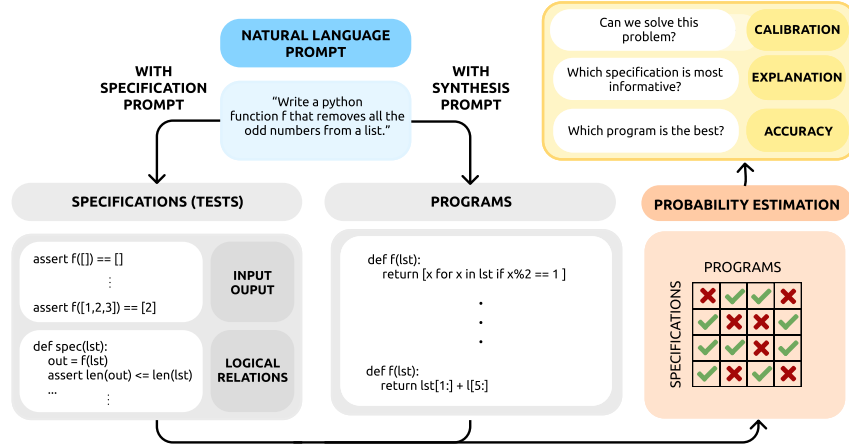 NATURAL LANGUAGE
PROMPT
WITH
SPECIFICATION
PROMPT
WITH
SYNTHESIS
PROMPT
“Write a python
function f that removes all the
odd numbers from a list.”
Can we solve this
problem?
CALIBRATION
Which specification is most
informative?
EXPLANATION
Which program is the best?
ACCURACY
SPECIFICATIONS (TESTS)
PROGRAMS
PROBABILITY ESTIMATION
assert f([]) == []
⋮
assert f([1,2,3]) == [2]
INPUT
OUPUT
def spec(lst):
out = f(lst)
assert len(out) <= len(lst)
...
⋮
LOGICAL
RELATIONS
def f(lst):
return [x for x in lst if x%2 == 1 ]
def f(lst):
return lst[1:] + l[5:]
PROGRAMS
SPECIFICATIONS